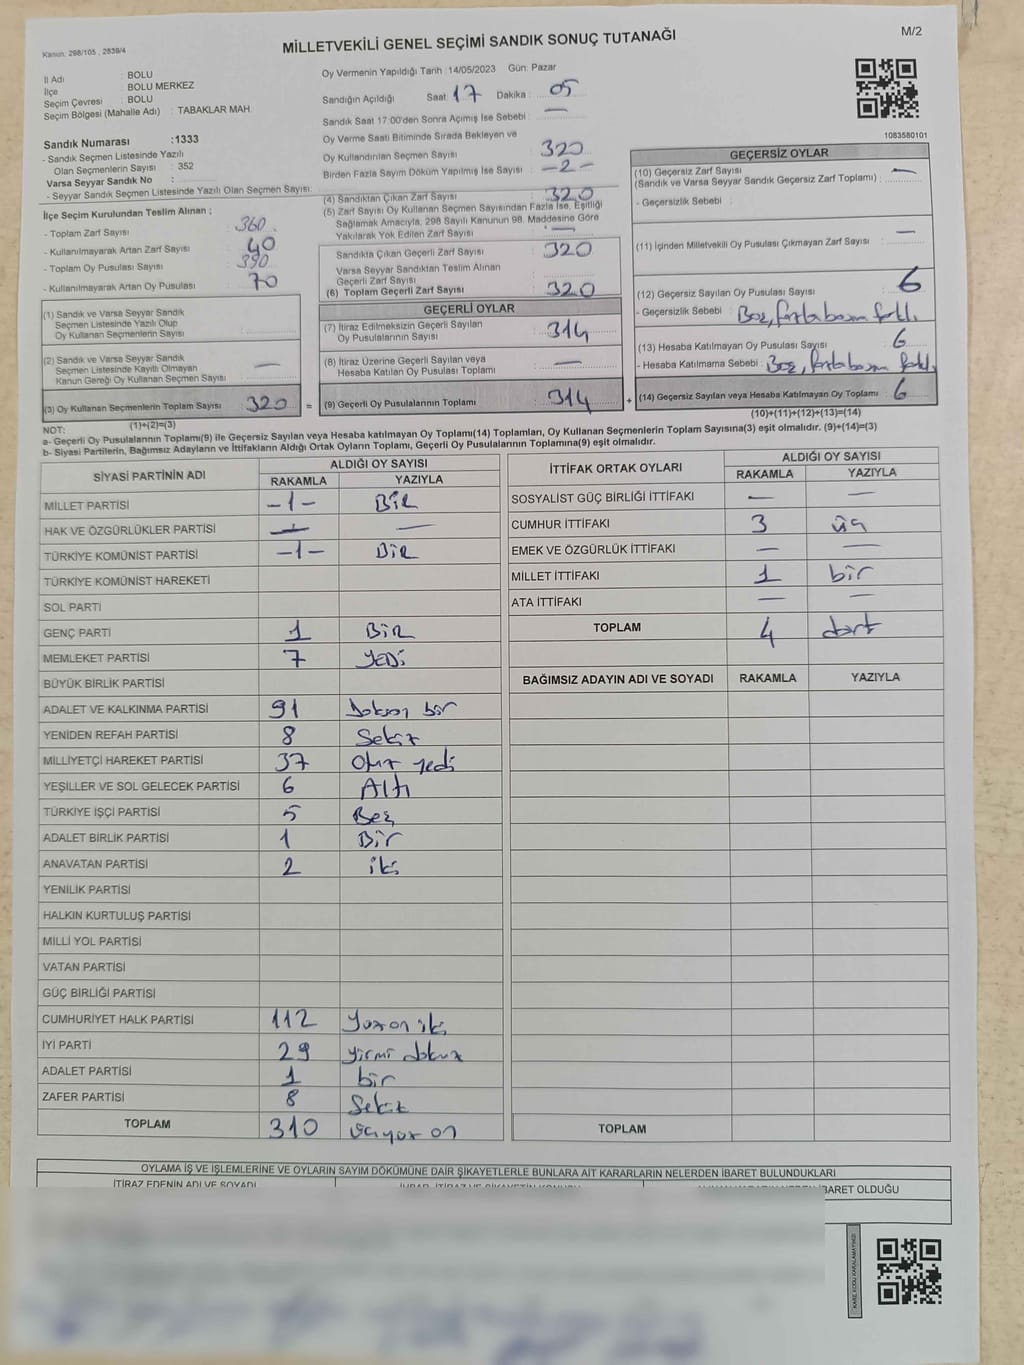 Kanun: 298/105 , 2839/4
MİLLETVEKİLİ GENEL SEÇİMİ SANDIK SONUÇ TUTANAĞI
M/2
İl Adı : BOLU
İlçe : BOLU MERKEZ
Seçim Çevresi : BOLU
Seçim Bölgesi (Mahalle Adı) : TABAKLAR MAH.
Sandık Numarası :1333
- Sandık Seçmen Listesinde Yazılı
Olan Seçmenlerin Sayısı : 352
Varsa Seyyar Sandık No :
- Seyyar Sandık Seçmen Listesinde Yazılı Olan Seçmen Sayısı:
İlçe Seçim Kurulundan Teslim Alınan ;
- Toplam Zarf Sayısı 360
- Kullanılmayarak Artan Zarf Sayısı 40
- Toplam Oy Pusulası Sayısı 390
- Kullanılmayarak Artan Oy Pusulası 70
(1) Sandık ve Varsa Seyyar Sandık
Seçmen Listesinde Yazılı Olup
Oy Kullanan Seçmenlerin Sayısı
(2) Sandık ve Varsa Seyyar Sandık
Seçmen Listesinde Kayıtlı Olmayan
Kanun Gereği Oy Kullanan Seçmen Sayısı —
(3) Oy Kullanan Seçmenlerin Toplam Sayısı 320 =
(1)+(2)=(3)
Oy Vermenin Yapıldığı Tarih :14/05/2023 Gün: Pazar
Sandığın Açıldığı Saat: 17 Dakika : 05
Sandık Saat 17:00'den Sonra Açımış İse Sebebi : —
Oy Verme Saati Bitiminde Sırada Bekleyen ve
Oy Kullandırılan Seçmen Sayısı 320
Birden Fazla Sayım Döküm Yapılmış İse Sayısı : -2-
(4) Sandıktan Çıkan Zarf Sayısı 320
(5) Zarf Sayısı Oy Kullanan Seçmen Sayısından Fazla İse, Eşitliği
Sağlamak Amacıyla, 298 Sayılı Kanunun 98. Maddesine Göre
Yakılarak Yok Edilen Zarf Sayısı : —
Sandıkta Çıkan Geçerli Zarf Sayısı 320
Varsa Seyyar Sandıktan Teslim Alınan
Geçerli Zarf Sayısı
(6) Toplam Geçerli Zarf Sayısı 320
GEÇERLİ OYLAR
(7) İtiraz Edilmeksizin Geçerli Sayılan
Oy Pusulalarının Sayısı 314
(8) İtiraz Üzerine Geçerli Sayılan veya
Hesaba Katılan Oy Pusulası Toplamı —
(9) Geçerli Oy Pusulalarının Toplamı 314 +
1083580101
GEÇERSİZ OYLAR
(10) Geçersiz Zarf Sayısı
(Sandık ve Varsa Seyyar Sandık Geçersiz Zarf Toplamı) : —
- Geçersizlik Sebebi :
(11) İçinden Milletvekili Oy Pusulası Çıkmayan Zarf Sayısı —
(12) Geçersiz Sayılan Oy Pusulası Sayısı 6
- Geçersizlik Sebebi : Boş, fazla basım farklı
(13) Hesaba Katılmayan Oy Pusulası Sayısı : 6
- Hesaba Katılmama Sebebi : Boş, fazla basım farklı
(14) Geçersiz Sayılan veya Hesaba Katılmayan Oy Toplamı 6
(10)+(11)+(12)+(13)=(14)
NOT:
a- Geçerli Oy Pusulalarının Toplamı(9) ile Geçersiz Sayılan veya Hesaba katılmayan Oy Toplamı(14) Toplamları, Oy Kullanan Seçmenlerin Toplam Sayısına(3) eşit olmalıdır. (9)+(14)=(3)
b- Siyasi Partilerin, Bağımsız Adayların ve İttifakların Aldığı Ortak Oyların Toplamı, Geçerli Oy Pusulalarının Toplamına(9) eşit olmalıdır.
SİYASİ PARTİNİN ADI ALDIĞI OY SAYISI
RAKAMLA YAZIYLA
MİLLET PARTİSİ -1- BİR
HAK VE ÖZGÜRLÜKLER PARTİSİ — —
TÜRKİYE KOMÜNİST PARTİSİ -1- BİR
TÜRKİYE KOMÜNİST HAREKETİ
SOL PARTİ
GENÇ PARTİ 1 BİR
MEMLEKET PARTİSİ 7 YEDİ
BÜYÜK BİRLİK PARTİSİ
ADALET VE KALKINMA PARTİSİ 91 Doksan bir
YENİDEN REFAH PARTİSİ 8 Sekiz
MİLLİYETÇİ HAREKET PARTİSİ 37 Otuz yedi
YEŞİLLER VE SOL GELECEK PARTİSİ 6 Altı
TÜRKİYE İŞÇİ PARTİSİ 5 Beş
ADALET BİRLİK PARTİSİ 1 Bir
ANAVATAN PARTİSİ 2 iki
YENİLİK PARTİSİ
HALKIN KURTULUŞ PARTİSİ
MİLLİ YOL PARTİSİ
VATAN PARTİSİ
GÜÇ BİRLİĞİ PARTİSİ
CUMHURİYET HALK PARTİSİ 112 Yüzon iki
İYİ PARTİ 29 yirmi dokuz
ADALET PARTİSİ 1 bir
ZAFER PARTİSİ 8 Sekiz
TOPLAM 310 üçyüz on
İTTİFAK ORTAK OYLARI ALDIĞI OY SAYISI
RAKAMLA YAZIYLA
SOSYALİST GÜÇ BİRLİĞİ İTTİFAKI — —
CUMHUR İTTİFAKI 3 üç
EMEK VE ÖZGÜRLÜK İTTİFAKI — —
MİLLET İTTİFAKI 1 bir
ATA İTTİFAKI — —
TOPLAM 4 dört
BAĞIMSIZ ADAYIN ADI VE SOYADI RAKAMLA YAZIYLA
TOPLAM
OYLAMA İŞ VE İŞLEMLERİNE VE OYLARIN SAYIM DÖKÜMÜNE DAİR ŞİKAYETLERLE BUNLARA AİT KARARLARIN NELERDEN İBARET BULUNDUKLARI
İTİRAZ EDENİN ADI VE SOYADI
İBARET OLDUĞU